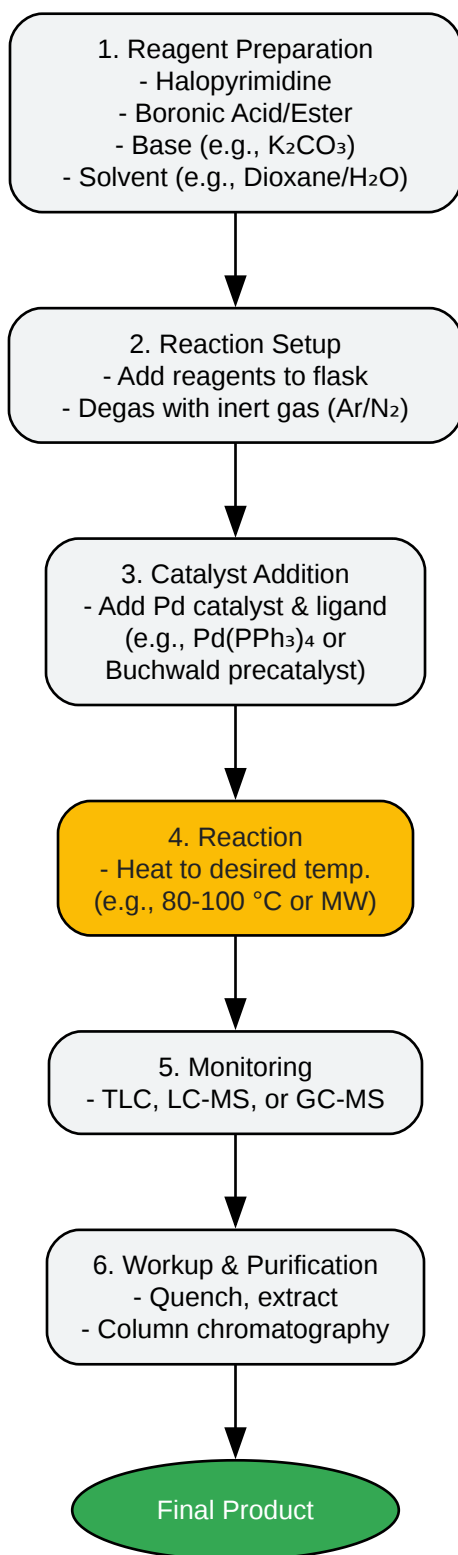 1. Reagent Preparation
- Halopyrimidine
- Boronic Acid/Ester
- Base (e.g., K₂CO₃)
- Solvent (e.g., Dioxane/H₂O)
2. Reaction Setup
- Add reagents to flask
- Degas with inert gas (Ar/N₂)
3. Catalyst Addition
- Add Pd catalyst & ligand
(e.g., Pd(PPh₃)₄ or
Buchwald precatalyst)
4. Reaction
- Heat to desired temp.
(e.g., 80-100 °C or MW)
5. Monitoring
- TLC, LC-MS, or GC-MS
6. Workup & Purification
- Quench, extract
- Column chromatography
Final Product